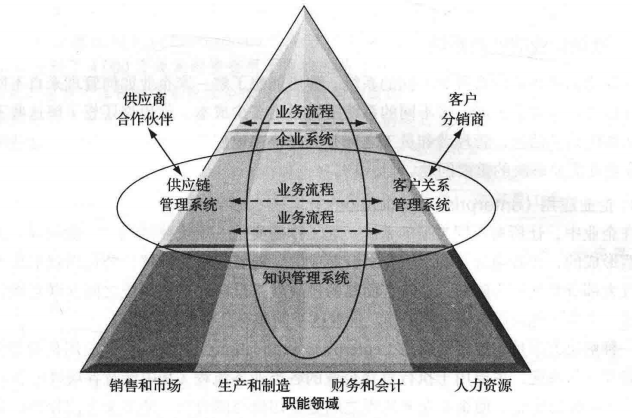 供应商
合作伙伴
客户
分销商
业务流程
企业系统
供应链
管理系统
业务流程
客户关系
管理系统
业务流程
知识管理系统
销售和市场 生产和制造 财务和会计 人力资源
职能领域